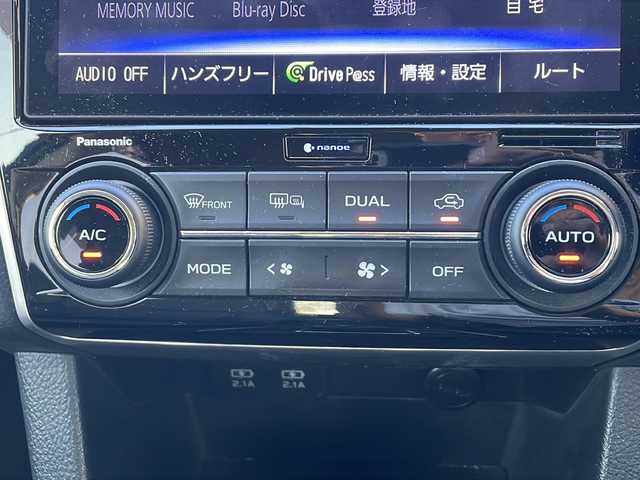 MEMORY MUSIC Blu-ray Disc 登録地 自宅
AUDIO OFF ハンズフリー Drive P@ss 情報・設定 ルート
Panasonic nanoe
FRONT DUAL
A/C AUTO
MODE OFF
2.1A 2.1A